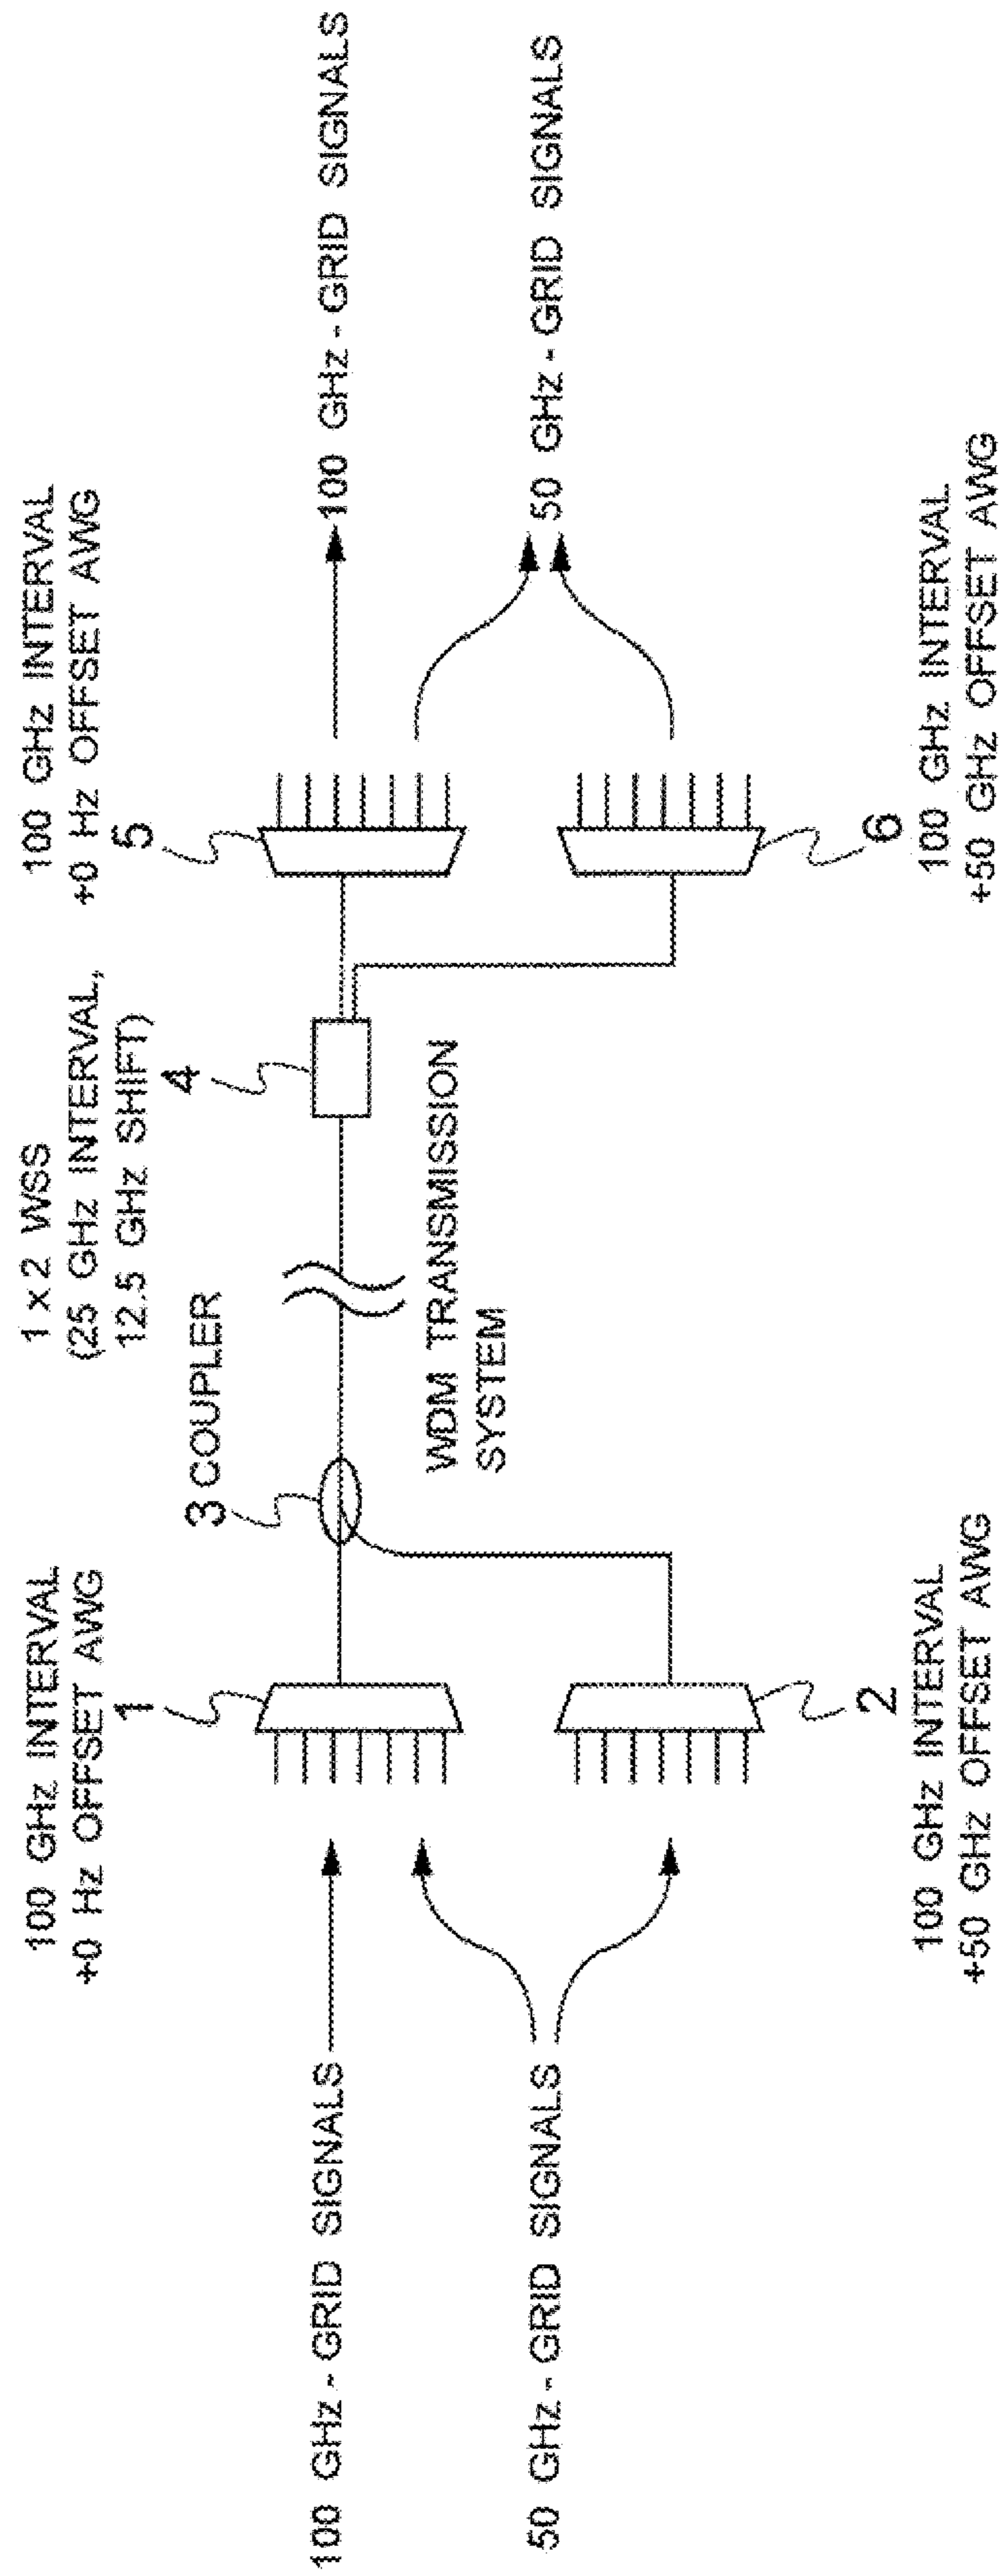 100 GHz INTERVAL
+0 Hz OFFSET AWG
1
1 x 2 WSS
(25 GHz INTERVAL,
12.5 GHz SHIFT)
4
100 GHz INTERVAL
+0 Hz OFFSET AWG
5
3 COUPLER
100 GHz - GRID SIGNALS
100 GHz - GRID SIGNALS
WDM TRANSMISSION
SYSTEM
50 GHz - GRID SIGNALS
50 GHz - GRID SIGNALS
2
100 GHz INTERVAL
+50 GHz OFFSET AWG
6
100 GHz INTERVAL
+50 GHz OFFSET AWG